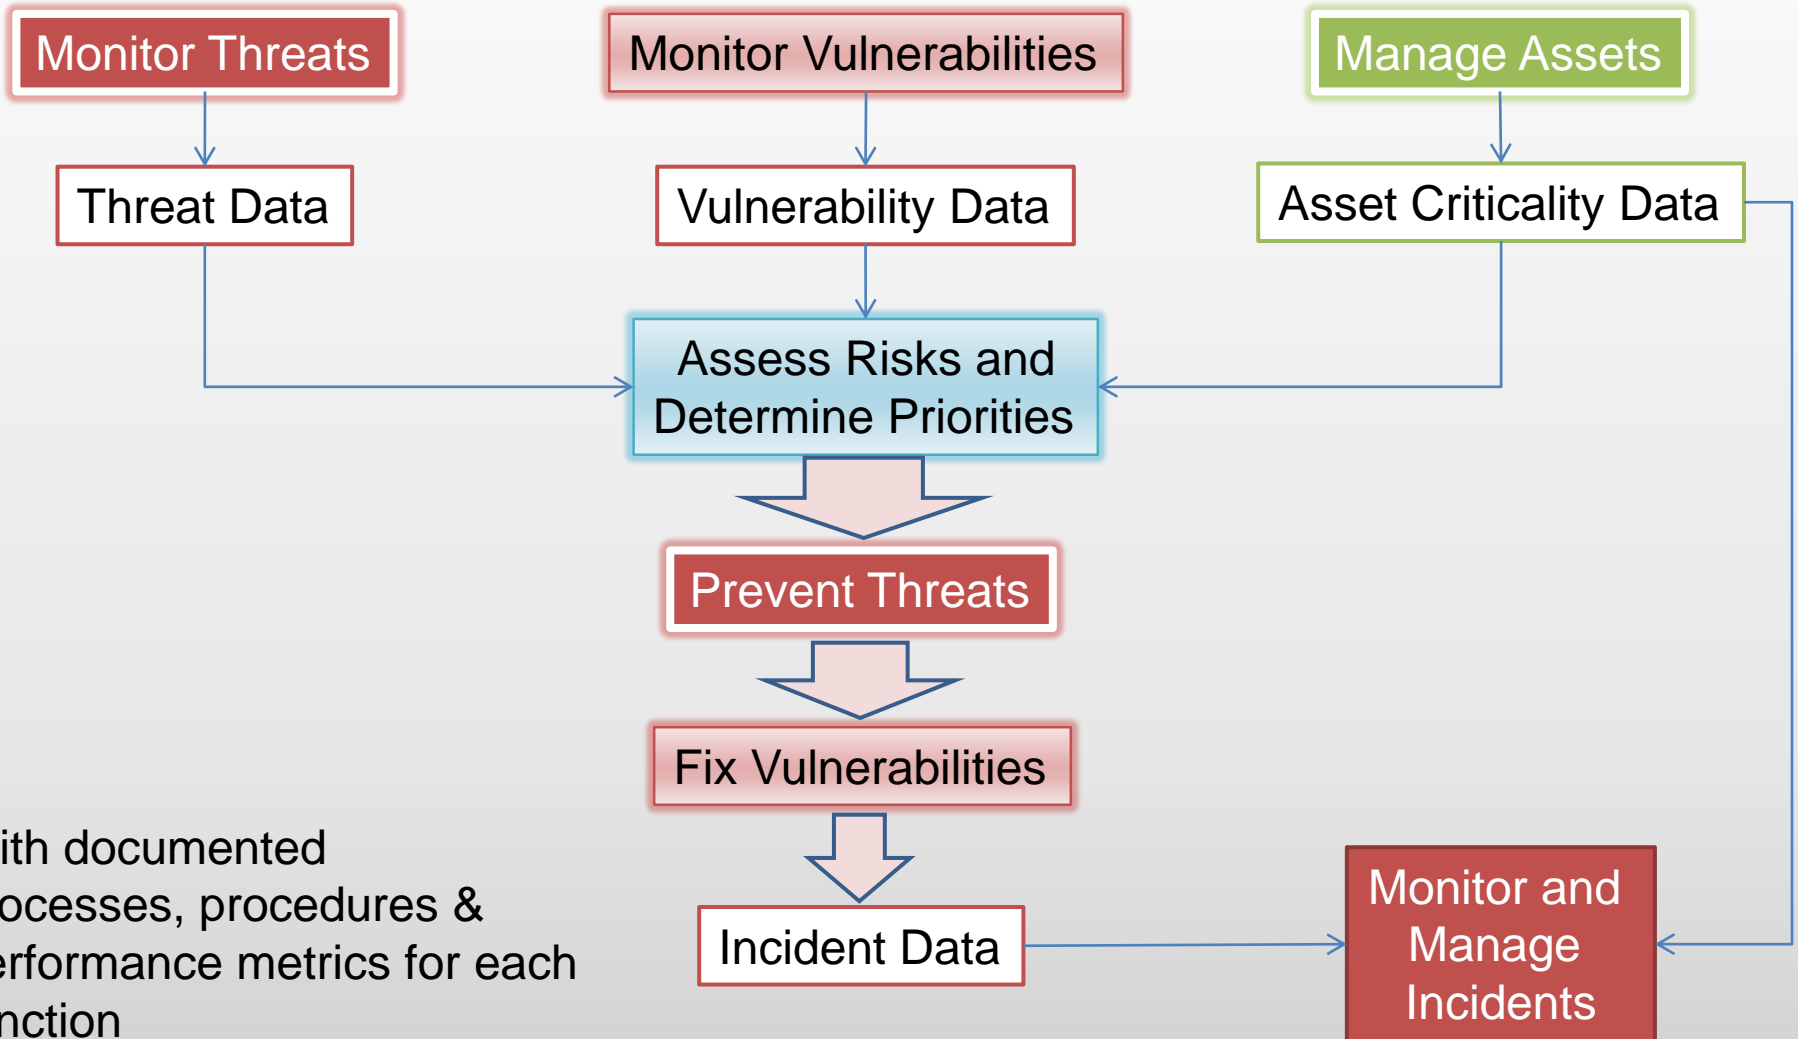 Monitor Threats
Monitor Vulnerabilities
Manage Assets
Threat Data
Vulnerability Data
Asset Criticality Data
Assess Risks and
Determine Priorities
Prevent Threats
Fix Vulnerabilities
ith documented
ocesses, procedures &
erformance metrics for each
nction
Incident Data
Monitor and
Manage
Incidents